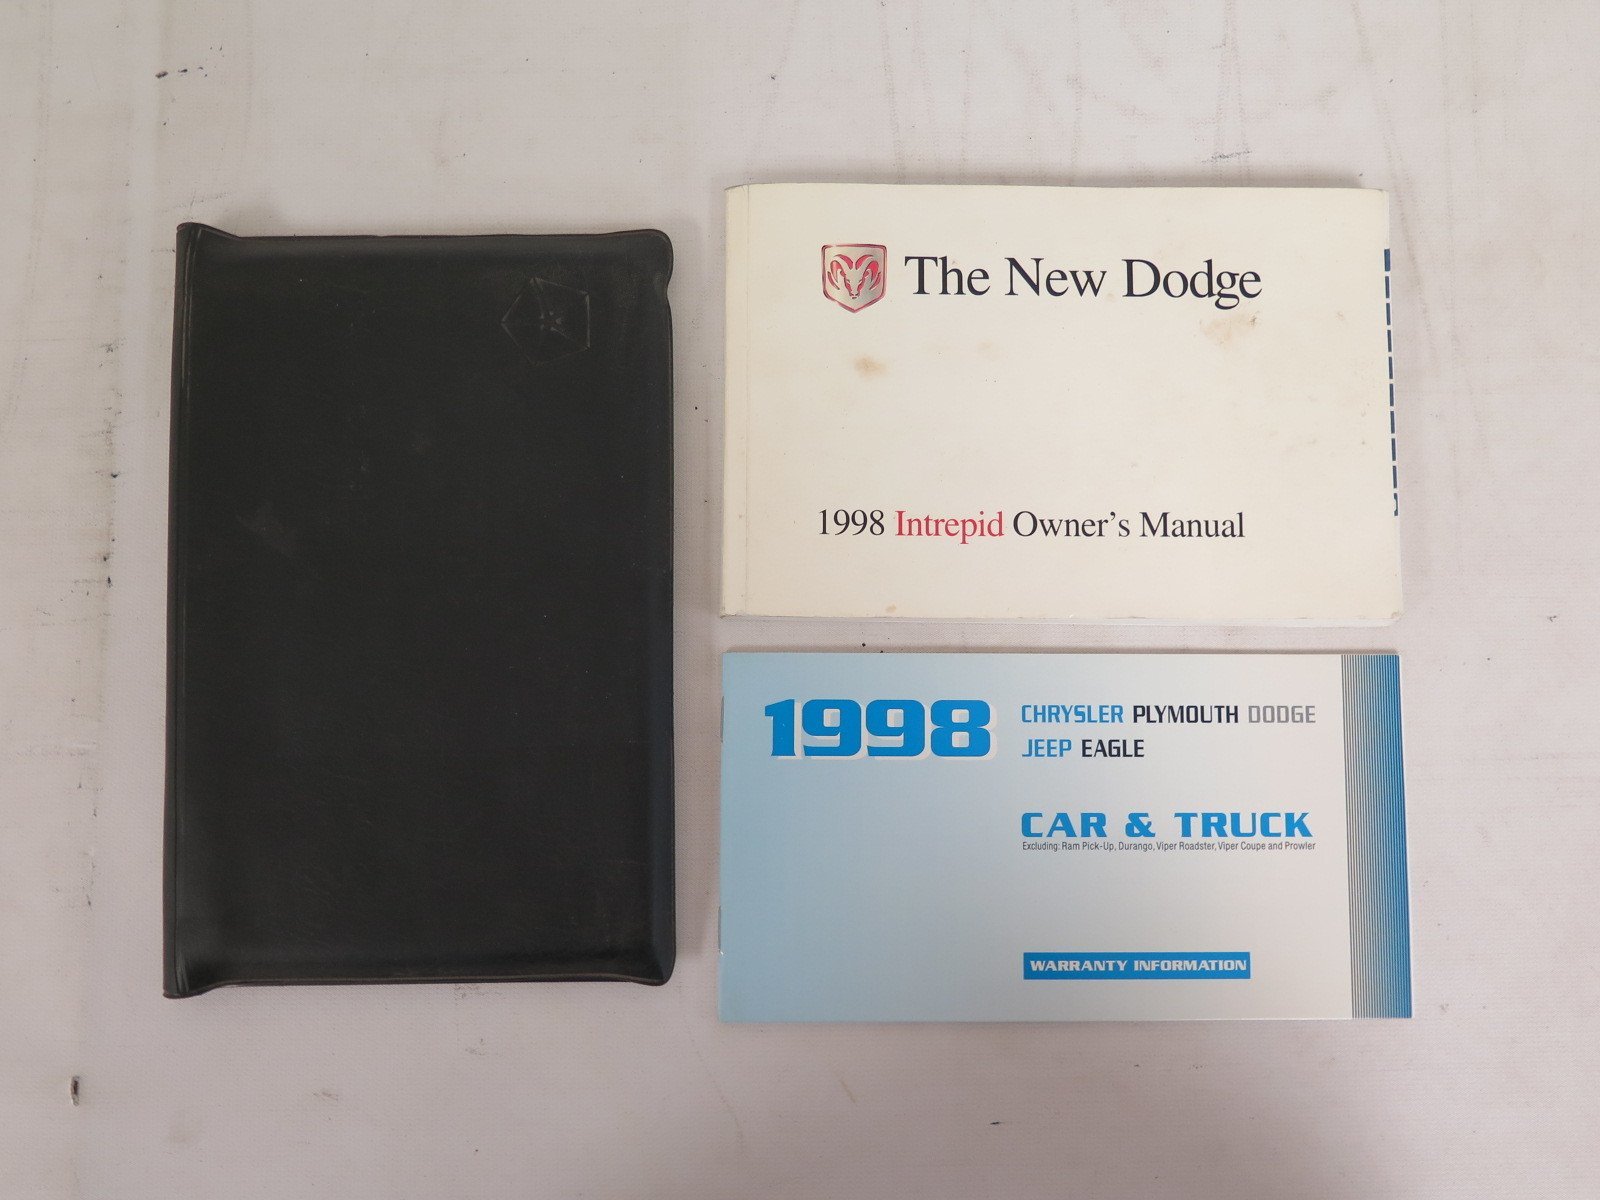 The New Dodge
1998 Intrepid Owner's Manual
1998
CHRYSLER PLYMOUTH DODGE
JEEP EAGLE
CAR & TRUCK
Excluding: Ram Pick-Up, Durango, Viper Roadster, Viper Coupe and Prowler
WARRANTY INFORMATION